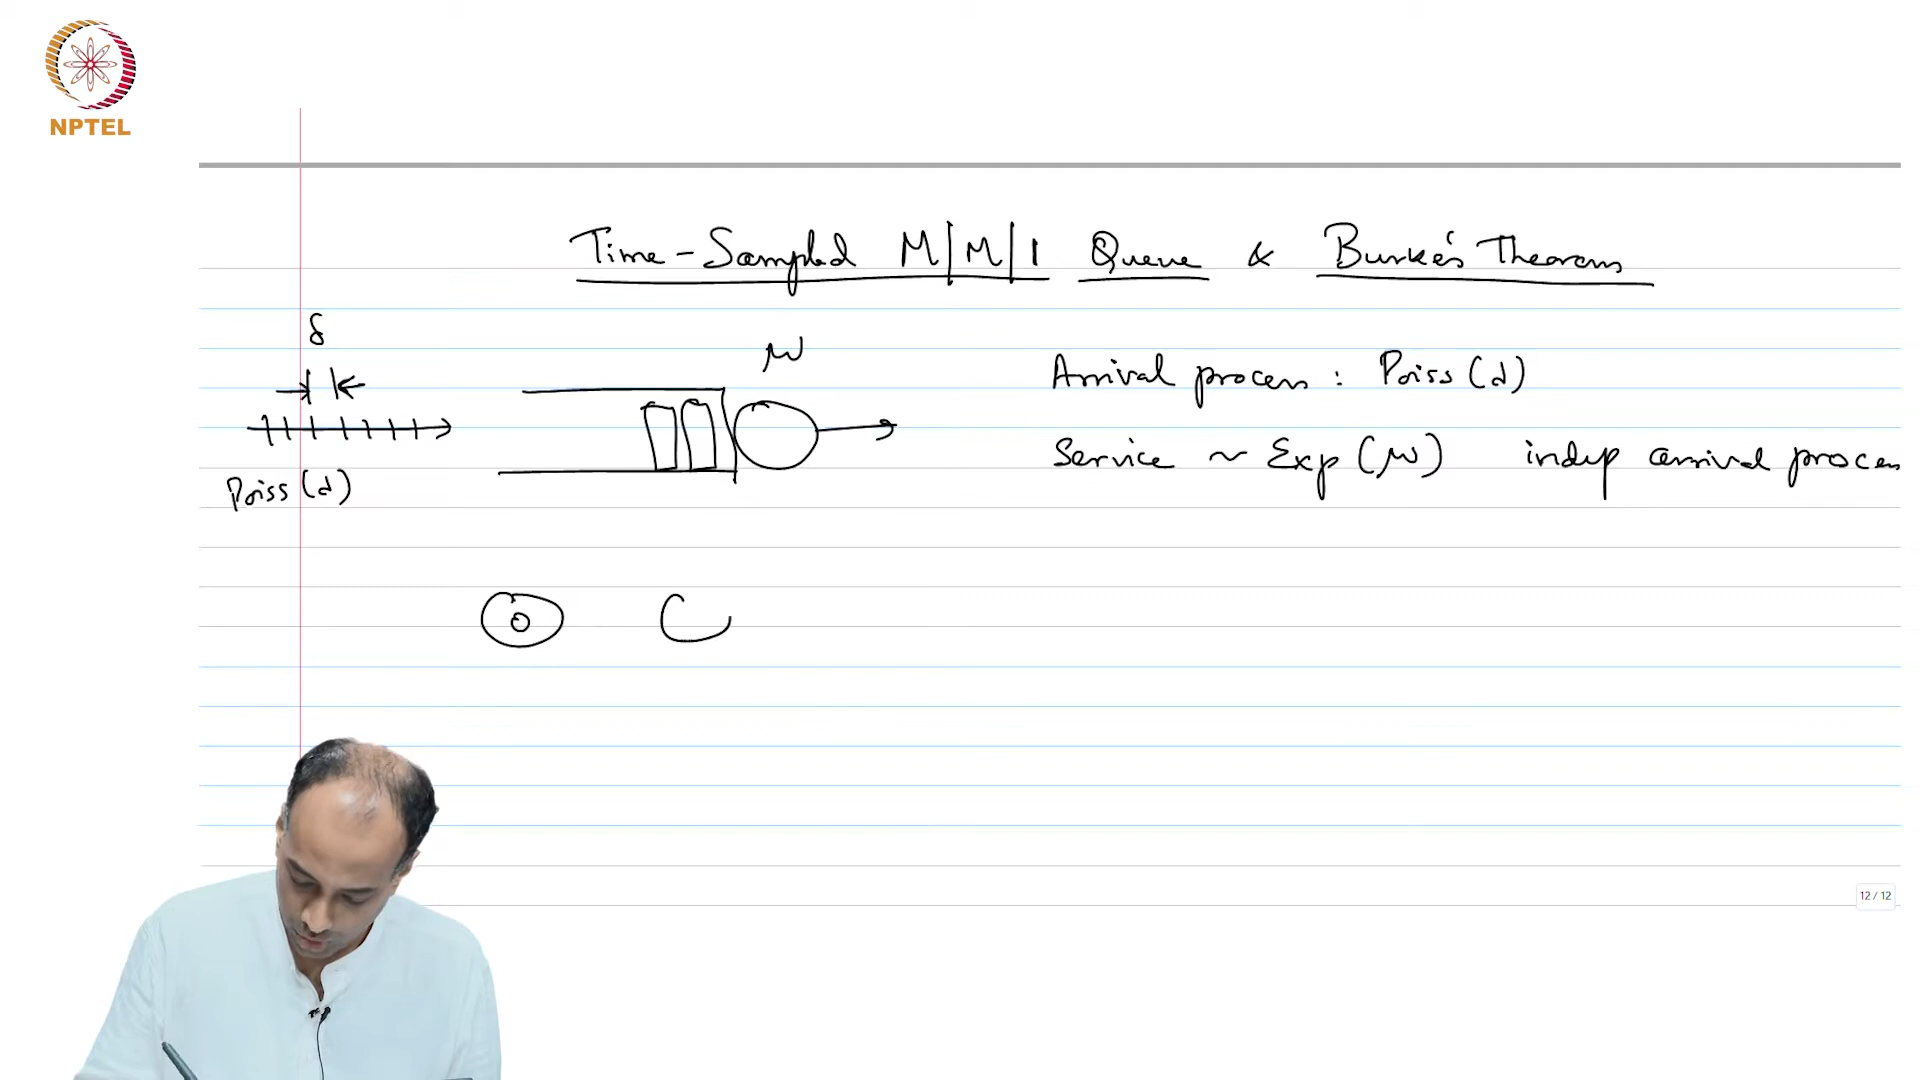 NPTEL
Time-Sampled M/M/1 Queue & Burke's Theorem
δ
μ
Arrival process : Poiss (λ)
Service ~ Exp (μ) indep arrival process
Poiss (λ)
0
12 / 12